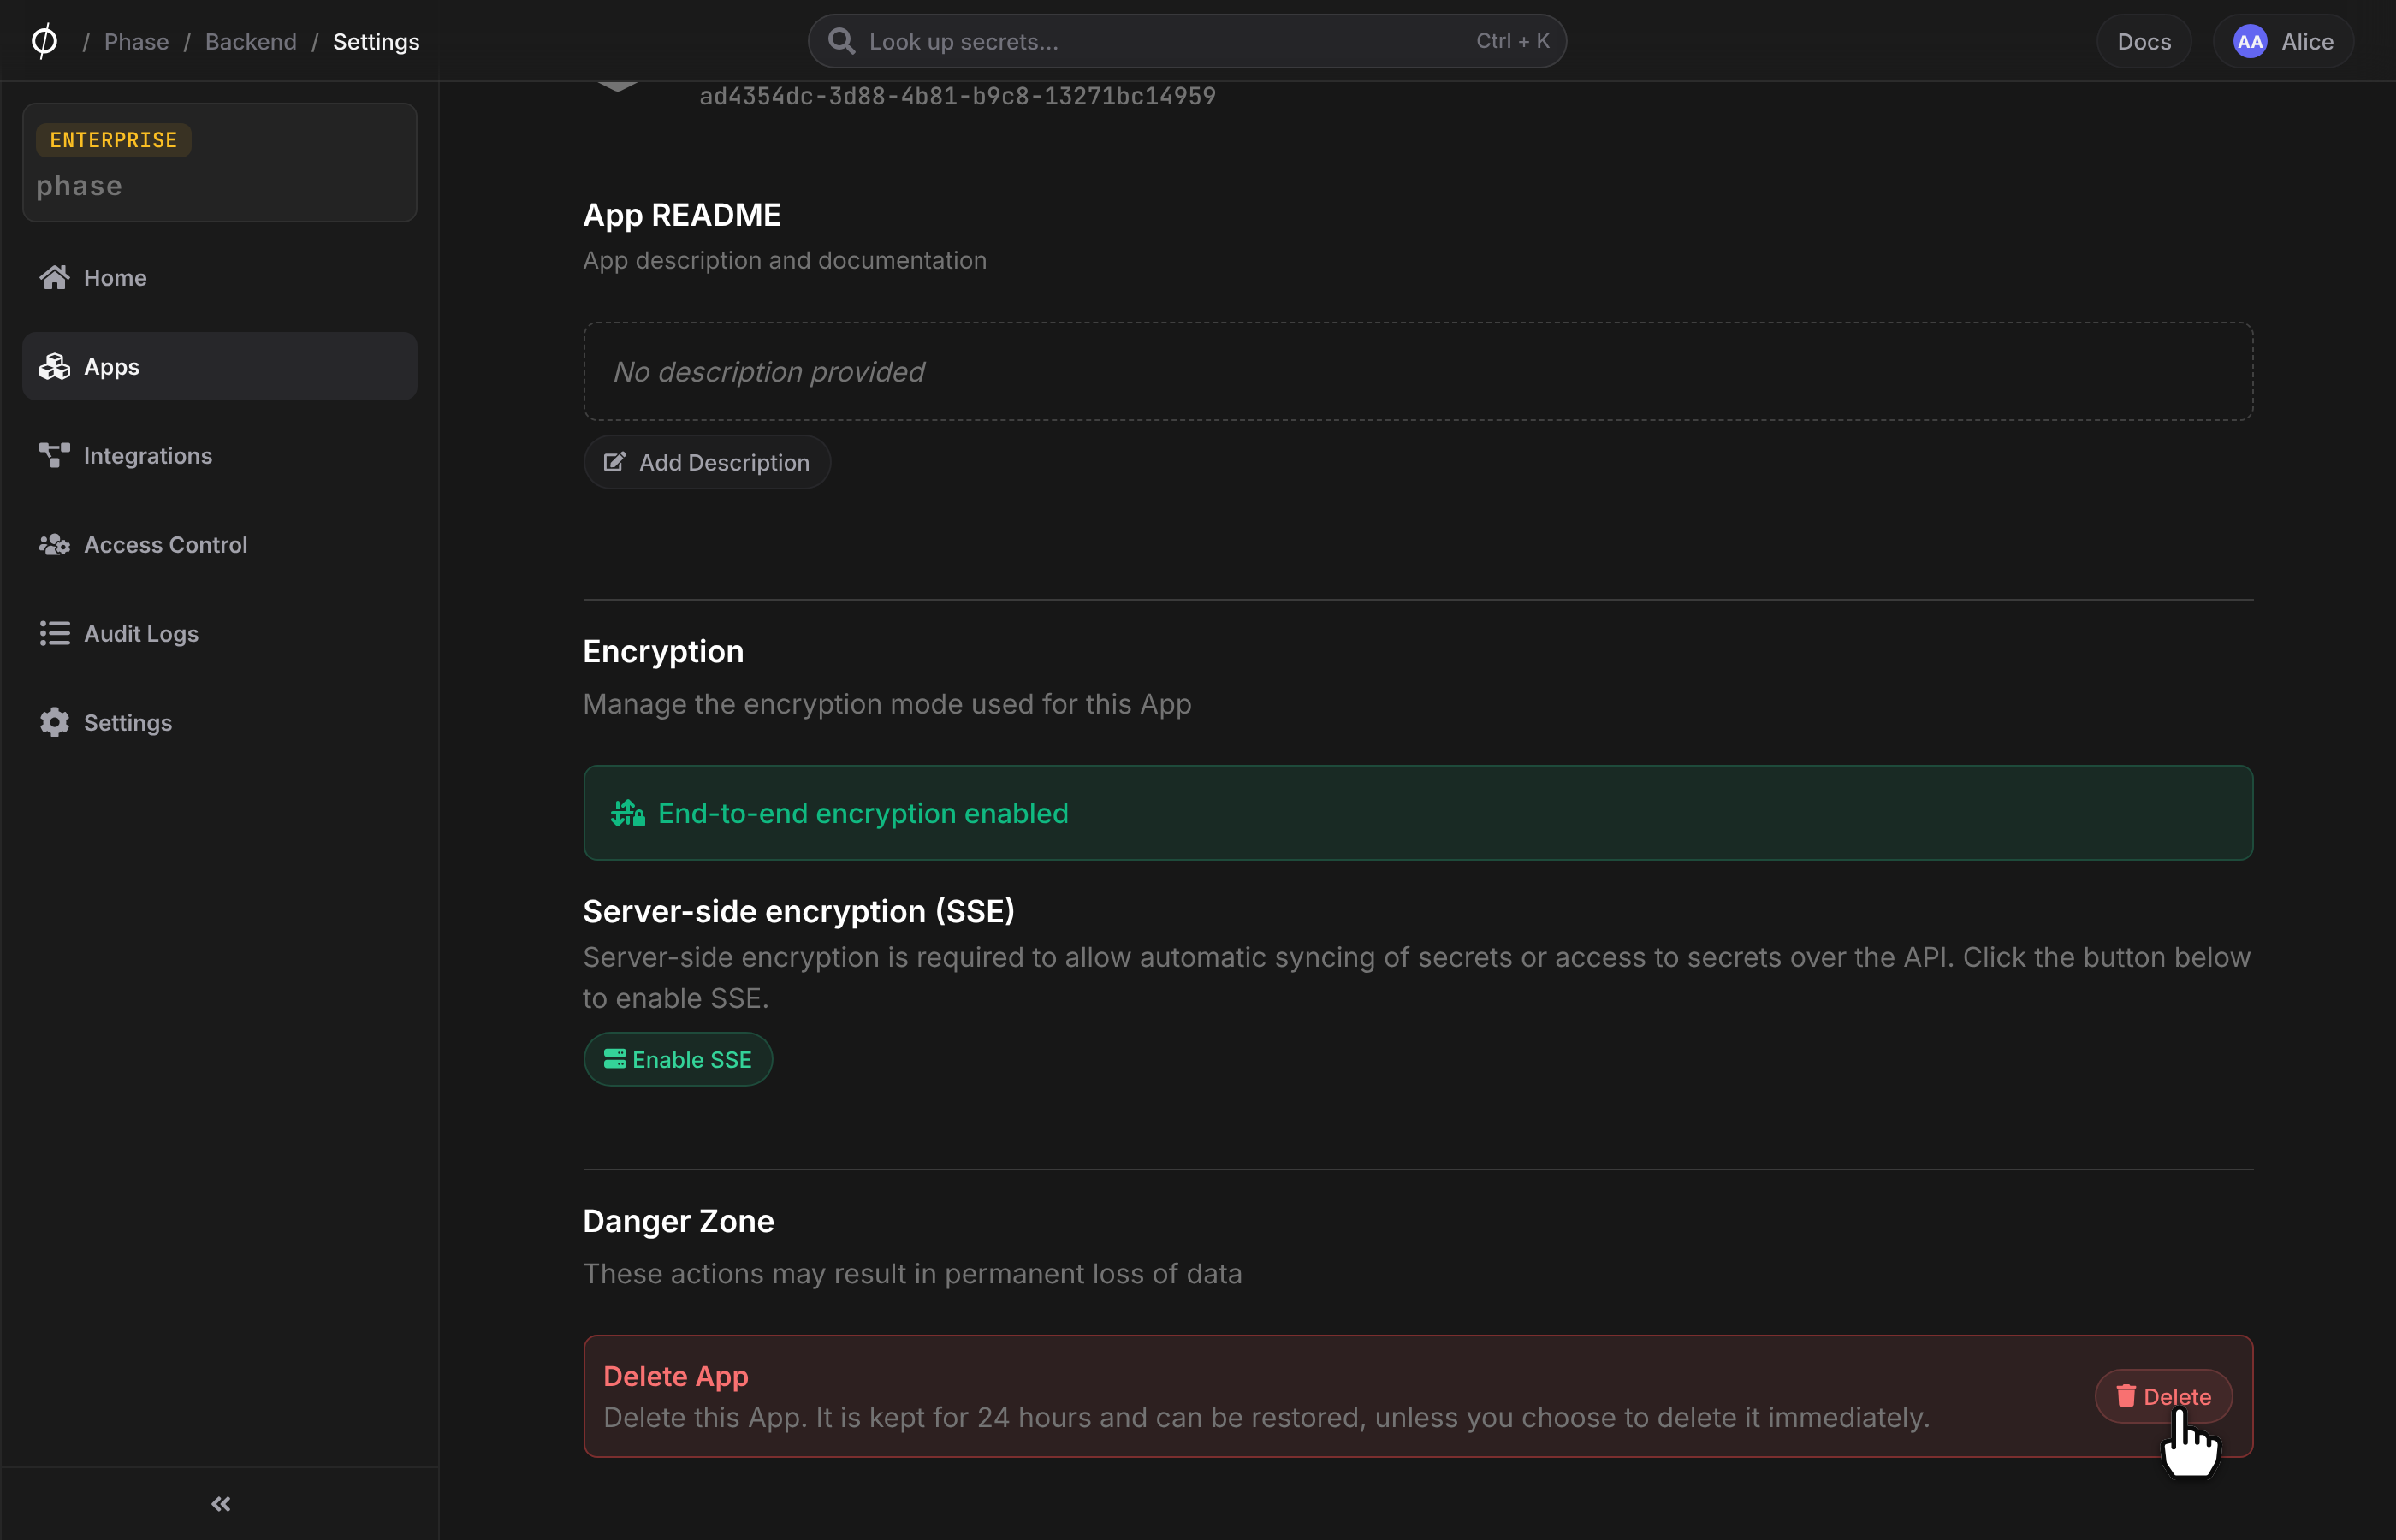 / Phase / Backend / Settings
Look up secrets...
Ctrl + K
Docs
AA Alice
ENTERPRISE
phase
Home
Apps
Integrations
Access Control
Audit Logs
Settings
ad4354dc-3d88-4b81-b9c8-13271bc14959
App README
App description and documentation
No description provided
Add Description
Encryption
Manage the encryption mode used for this App
End-to-end encryption enabled
Server-side encryption (SSE)
Server-side encryption is required to allow automatic syncing of secrets or access to secrets over the API. Click the button below
to enable SSE.
Enable SSE
Danger Zone
These actions may result in permanent loss of data
Delete App
Delete this App. It is kept for 24 hours and can be restored, unless you choose to delete it immediately.
Delete